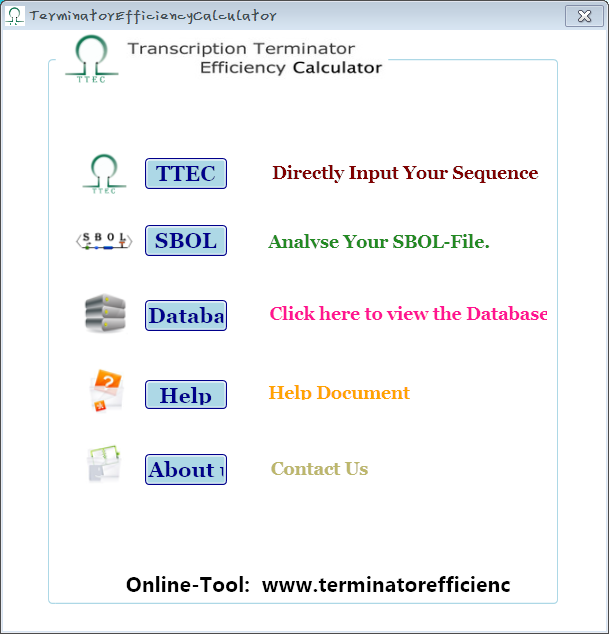 TerminatorEfficiencyCalculator
Transcription Terminator
Efficiency Calculator
TTEC
TTEC
TTEC
Directly Input Your Sequence
SBOL
SBOL
Analyse Your SBOL-File.
Databa
Click here to view the Database
Help
Help Document
About
Contact Us
Online-Tool: www.terminatorefficienc